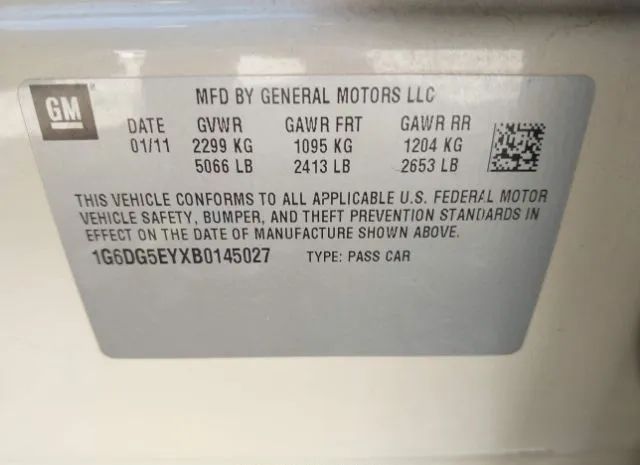 GM
MFD BY GENERAL MOTORS LLC
DATE GVWR GAWR FRT GAWR RR
01/11 2299 KG 1095 KG 1204 KG
5066 LB 2413 LB 2653 LB
THIS VEHICLE CONFORMS TO ALL APPLICABLE U.S. FEDERAL MOTOR
VEHICLE SAFETY, BUMPER, AND THEFT PREVENTION STANDARDS IN
EFFECT ON THE DATE OF MANUFACTURE SHOWN ABOVE.
1G6DG5EYXB0145027 TYPE: PASS CAR